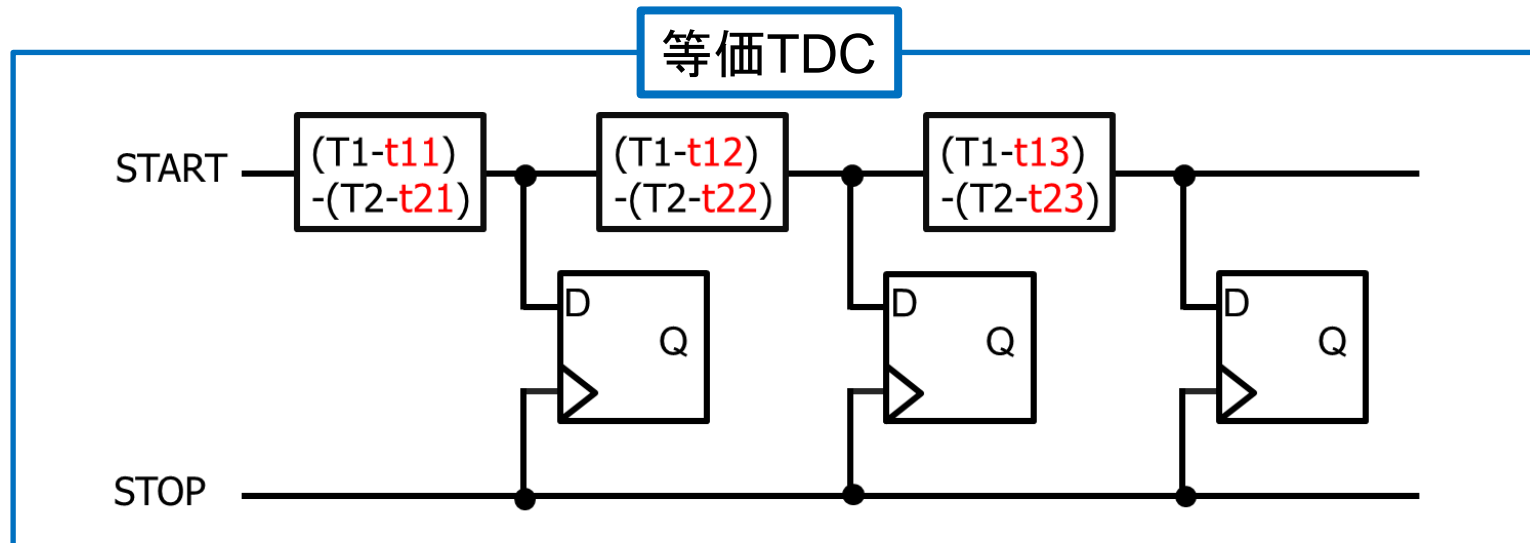 等価TDC
START
(T1-t11)
-(T2-t21)
(T1-t12)
-(T2-t22)
(T1-t13)
-(T2-t23)
D
Q
D
Q
D
Q
STOP